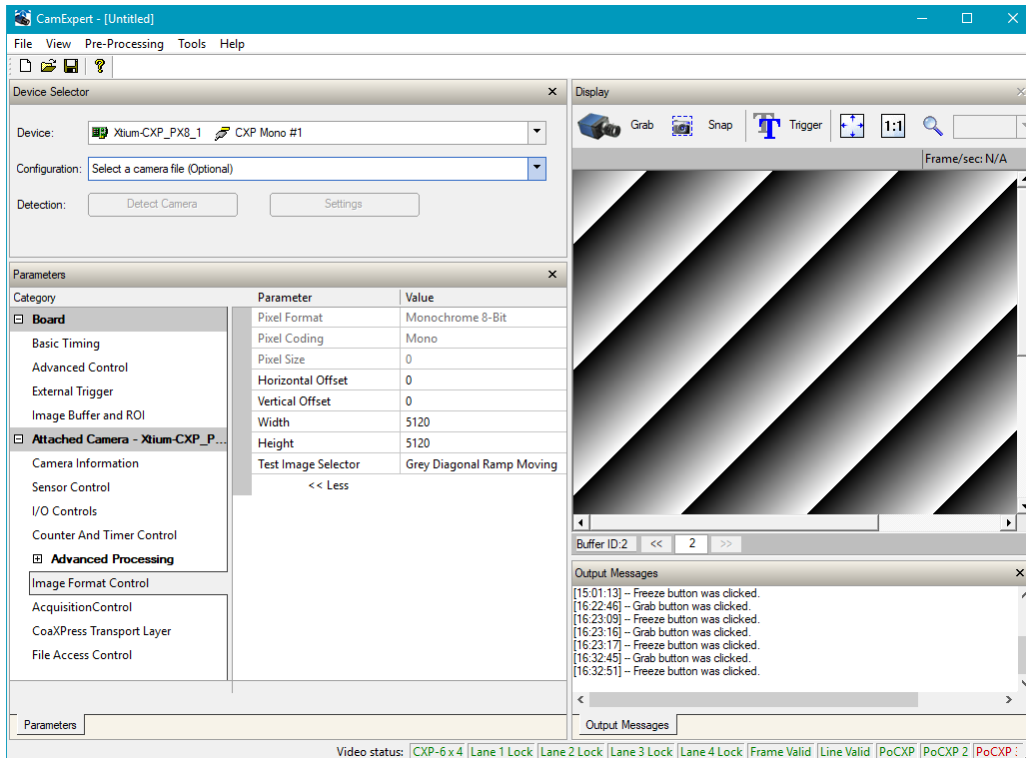 CamExpert - [Untitled]
File View Pre-Processing Tools Help
Device Selector
Device: Xtium-CXP_PX8_1 CXP Mono #1
Configuration: Select a camera file (Optional)
Detection: Detect Camera Settings
Parameters
Category
Board
Basic Timing
Advanced Control
External Trigger
Image Buffer and ROI
Attached Camera - Xtium-CXP_P...
Camera Information
Sensor Control
I/O Controls
Counter And Timer Control
Advanced Processing
Image Format Control
AcquisitionControl
CoaXPress Transport Layer
File Access Control
Parameter Value
Pixel Format Monochrome 8-Bit
Pixel Coding Mono
Pixel Size 0
Horizontal Offset 0
Vertical Offset 0
Width 5120
Height 5120
Test Image Selector Grey Diagonal Ramp Moving
<< Less
Parameters
Display
Grab Snap Trigger 1:1
Frame/sec: N/A
Buffer ID:2 << 2 >>
Output Messages
[15:01:13] -- Freeze button was clicked.
[16:22:46] -- Grab button was clicked.
[16:23:09] -- Freeze button was clicked.
[16:23:16] -- Grab button was clicked.
[16:23:17] -- Freeze button was clicked.
[16:32:45] -- Grab button was clicked.
[16:32:51] -- Freeze button was clicked.
Output Messages
Video status: CXP-6 x 4 Lane 1 Lock Lane 2 Lock Lane 3 Lock Lane 4 Lock Frame Valid Line Valid PoCXP PoCXP 2 PoCXP